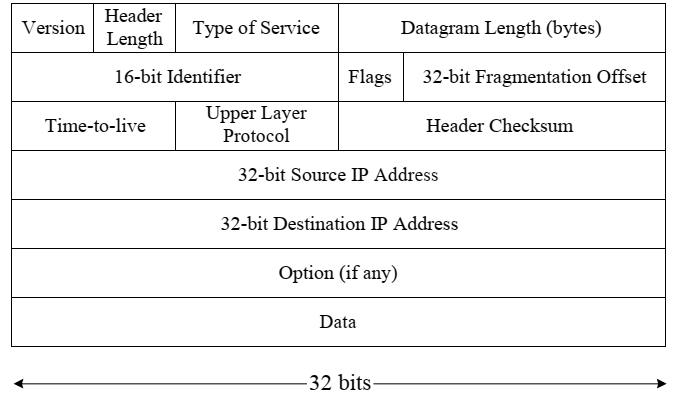 Version
Header
Length
Type of Service
Datagram Length (bytes)
16-bit Identifier
Flags
32-bit Fragmentation Offset
Time-to-live
Upper Layer
Protocol
Header Checksum
32-bit Source IP Address
32-bit Destination IP Address
Option (if any)
Data
32 bits